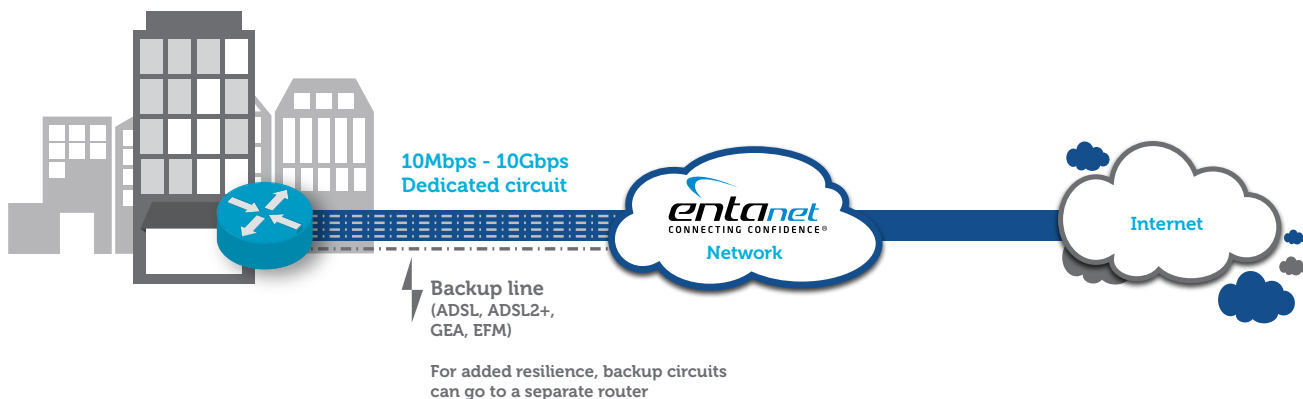 10Mbps - 10Gbps
Dedicated circuit
entanet
CONNECTING CONFIDENCE®
Network
Internet
Backup line
(ADSL, ADSL2+,
GEA, EFM)
For added resilience, backup circuits
can go to a separate router